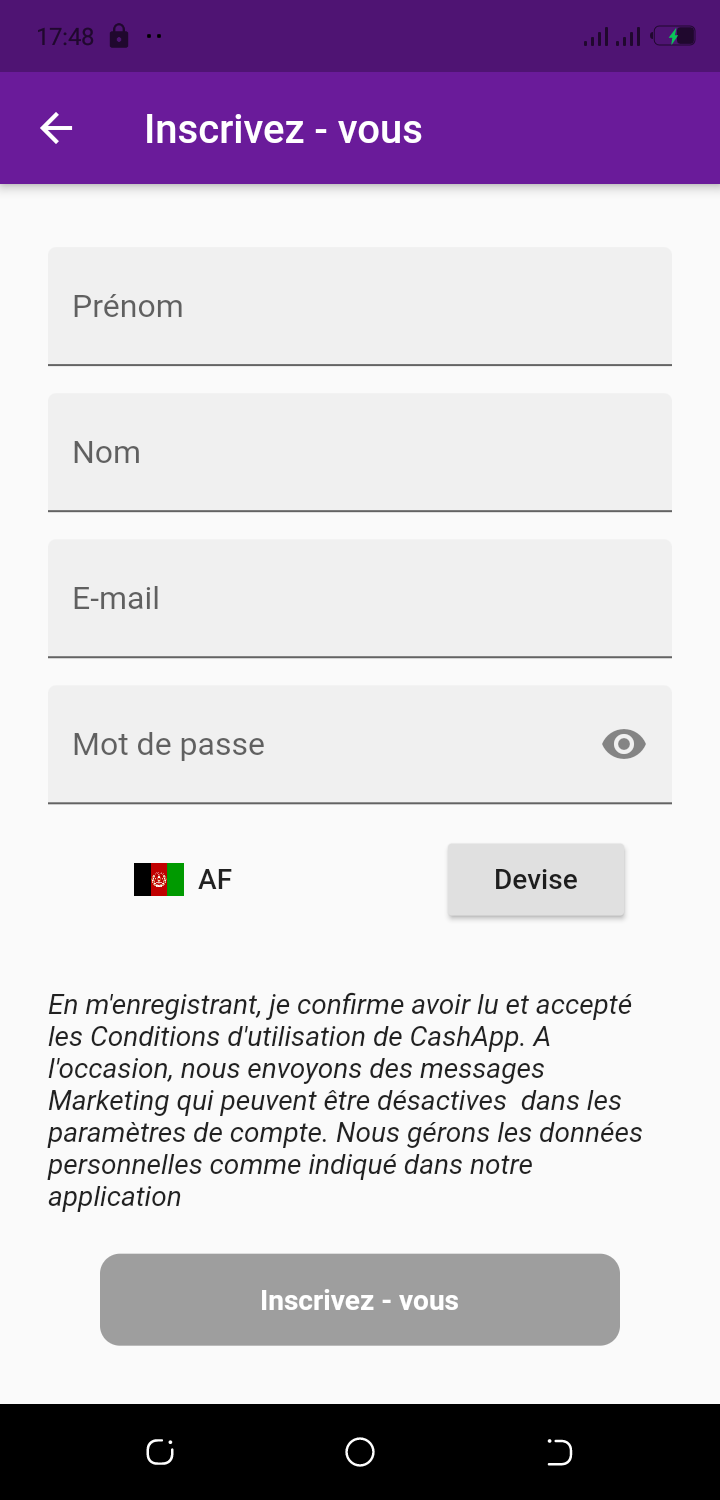 17:48
Inscrivez - vous
Prénom
Nom
E-mail
Mot de passe
AF
Devise
En m'enregistrant, je confirme avoir lu et accepté
les Conditions d'utilisation de CashApp. A
l'occasion, nous envoyons des messages
Marketing qui peuvent être désactives  dans les
paramètres de compte. Nous gérons les données
personnelles comme indiqué dans notre
application
Inscrivez - vous